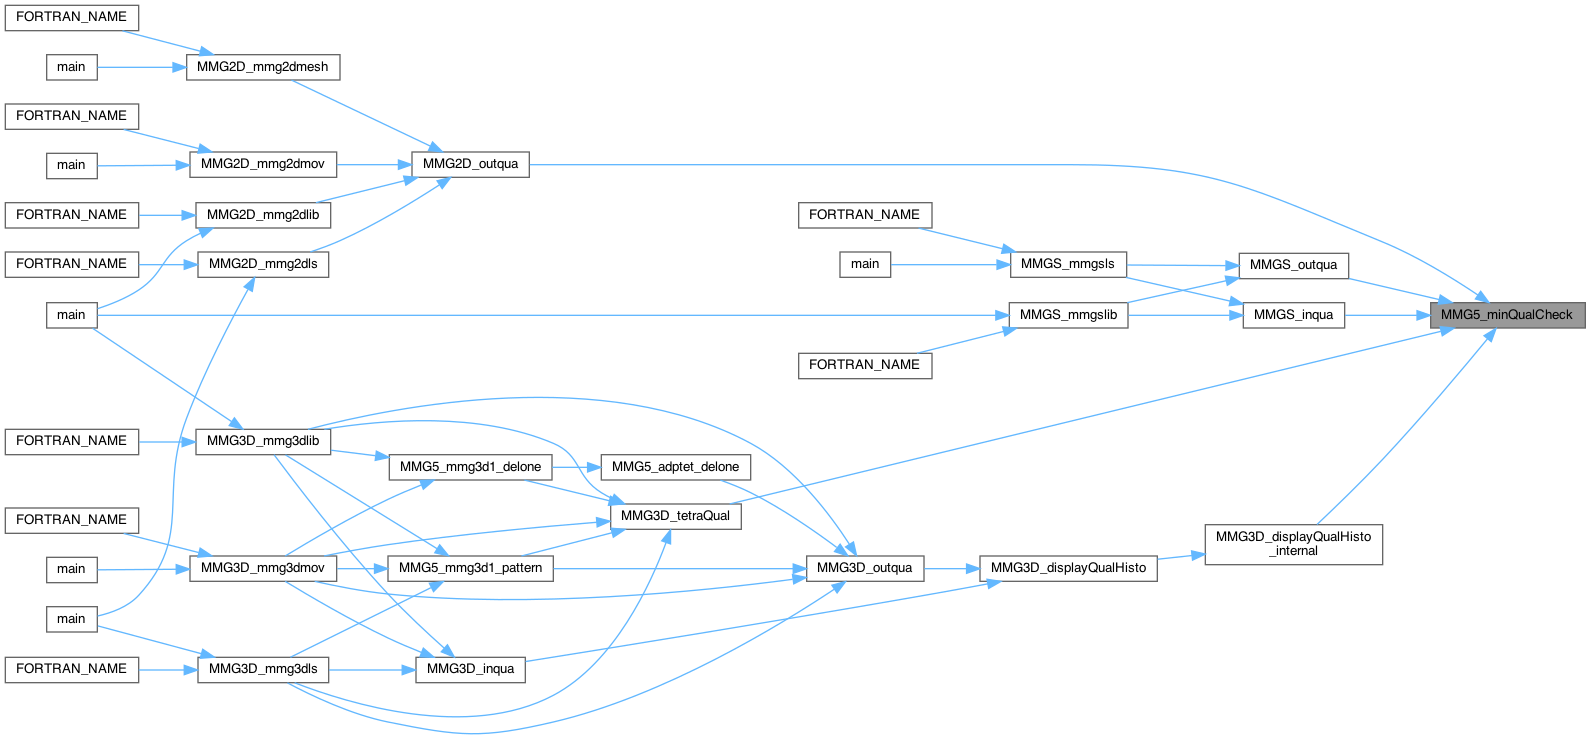 FORTRAN_NAME
main
MMG2D_mmg2dmesh
FORTRAN_NAME
main
MMG2D_mmg2dmov
MMG2D_outqua
FORTRAN_NAME
MMG2D_mmg2dlib
FORTRAN_NAME
MMG2D_mmg2dls
main
FORTRAN_NAME
main
MMGS_mmgsls
MMGS_outqua
MMGS_mmgslib
MMGS_inqua
MMG5_minQualCheck
FORTRAN_NAME
FORTRAN_NAME
MMG3D_mmg3dlib
MMG5_mmg3d1_delone
MMG5_adptet_delone
MMG3D_tetraQual
FORTRAN_NAME
main
MMG3D_mmg3dmov
MMG5_mmg3d1_pattern
MMG3D_outqua
MMG3D_displayQualHisto
MMG3D_displayQualHisto
_internal
main
FORTRAN_NAME
MMG3D_mmg3dls
MMG3D_inqua